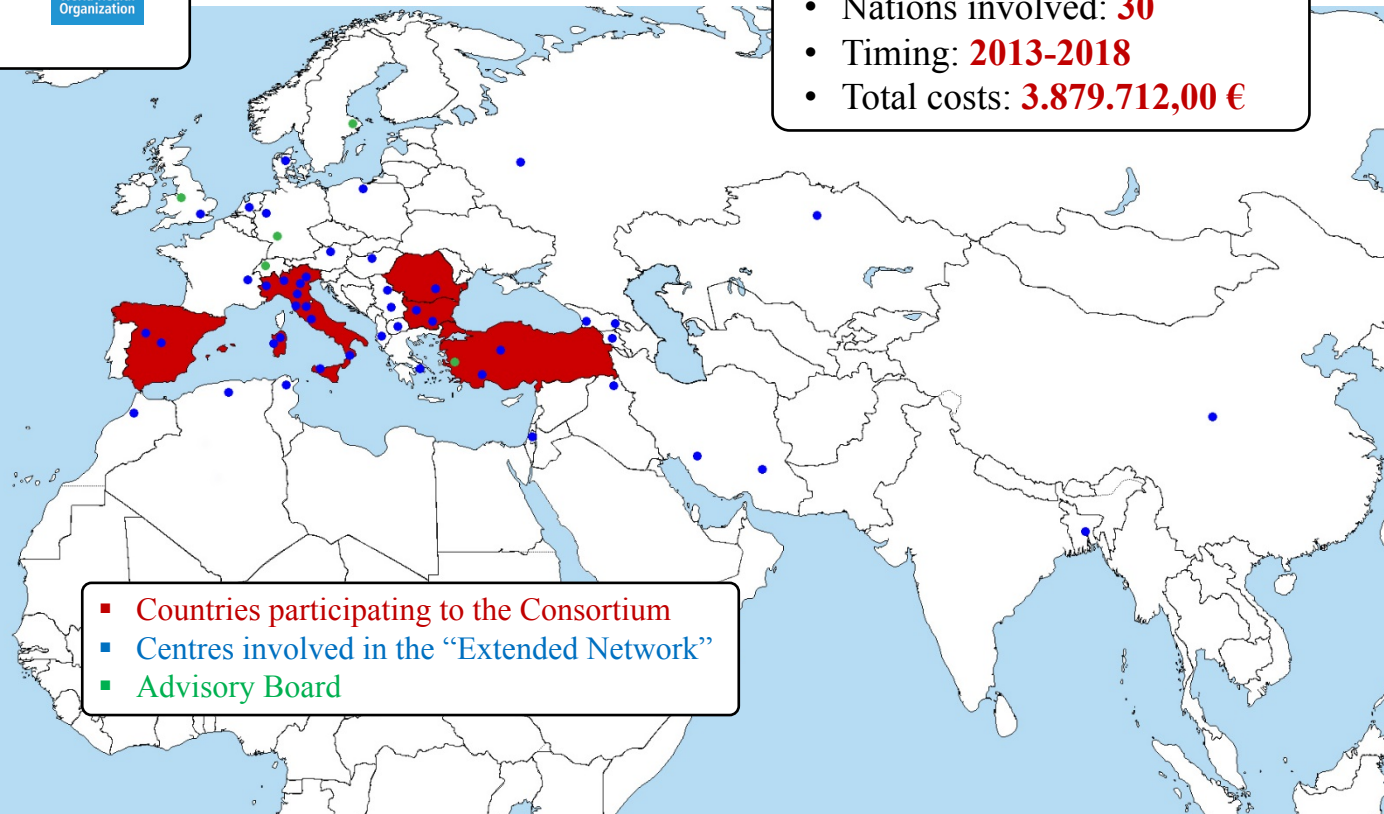 Organization
• Nations involved: 30
• Timing: 2013-2018
• Total costs: 3.879.712,00 €
▪ Countries participating to the Consortium
▪ Centres involved in the “Extended Network”
▪ Advisory Board